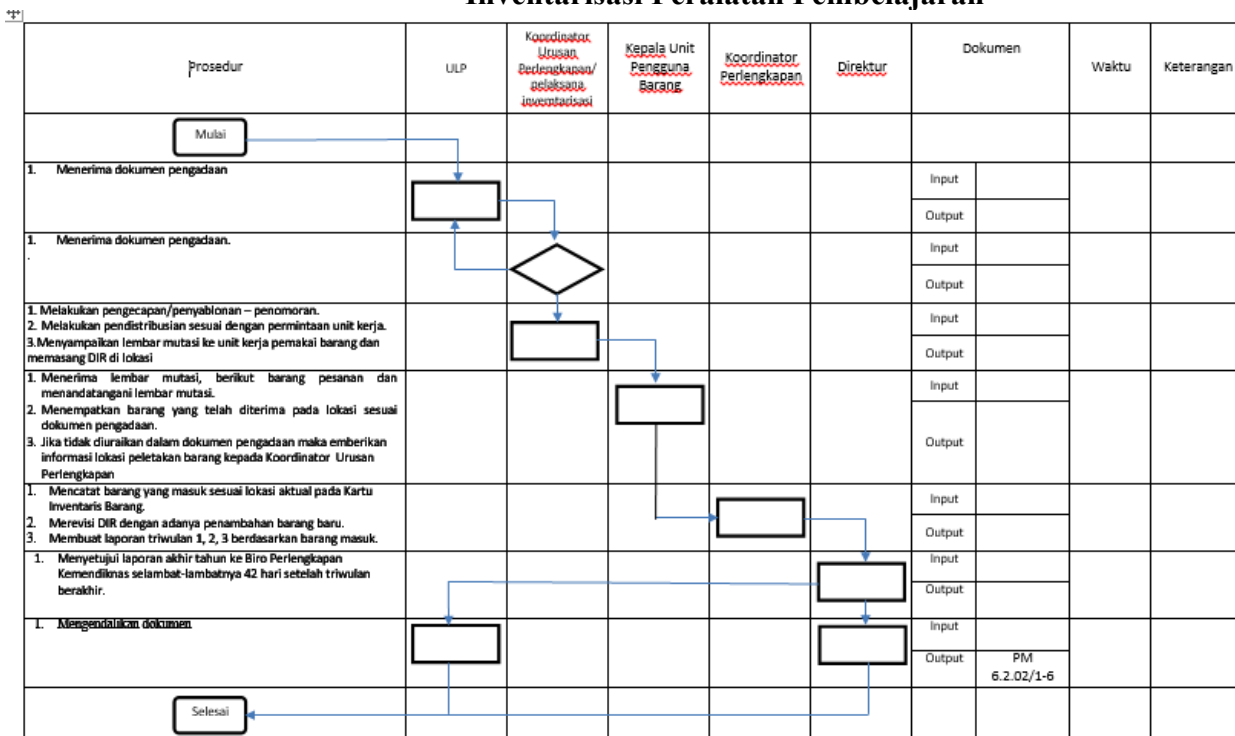 Inventarisasi Peralatan Pembelajaran
Prosedur
ULP
Koordinator
Urusan
Perlengkapan/
pelaksana
invemtarisasi
Kepala Unit
Pengguna
Barang
Koordinator
Perlengkapan
Direktur
Dokumen
Waktu
Keterangan
Mulai
1. Menerima dokumen pengadaan
Input
Output
1. Menerima dokumen pengadaan.
.
Input
Output
1. Melakukan pengecapan/penyablonan – penomoran.
2. Melakukan pendistribusian sesuai dengan permintaan unit kerja.
3.Menyampaikan lembar mutasi ke unit kerja pemakai barang dan
memasang DIR di lokasi
Input
Output
1. Menerima lembar mutasi, berikut barang pesanan dan
menandatangani lembar mutasi.
2. Menempatkan barang yang telah diterima pada lokasi sesuai
dokumen pengadaan.
3. Jika tidak diuraikan dalam dokumen pengadaan maka emberikan
informasi lokasi peletakan barang kepada Koordinator Urusan
Perlengkapan
Input
Output
1. Mencatat barang yang masuk sesuai lokasi aktual pada Kartu
Inventaris Barang.
2. Merevisi DIR dengan adanya penambahan barang baru.
3. Membuat laporan triwulan 1, 2, 3 berdasarkan barang masuk.
Input
Output
1. Menyetujui laporan akhir tahun ke Biro Perlengkapan
Kemendiknas selambat-lambatnya 42 hari setelah triwulan
berakhir.
Input
Output
1. Mengendalikan dokumen
Input
Output
PM
6.2.02/1-6
Selesai